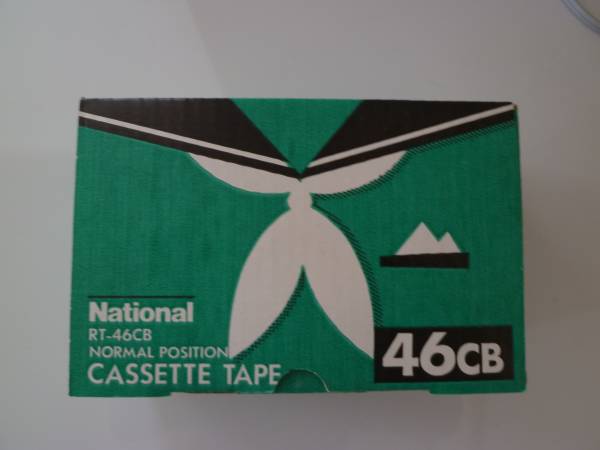 National
RT-46CB
NORMAL POSITION
CASSETTE TAPE
46CB